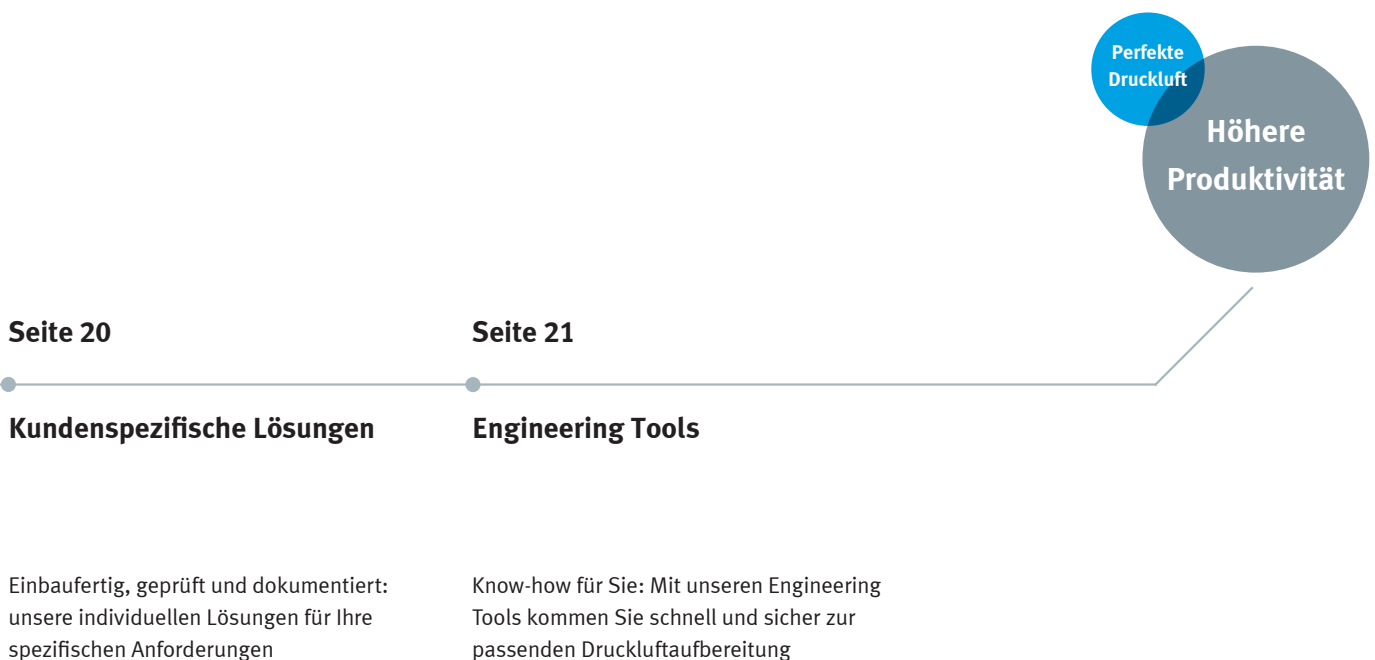 Perfekte
Druckluft
Höhere
Produktivität
Seite 20
Kundenspezifische Lösungen
Einbaufertig, geprüft und dokumentiert:
unsere individuellen Lösungen für Ihre
spezifischen Anforderungen
Seite 21
Engineering Tools
Know-how für Sie: Mit unseren Engineering
Tools kommen Sie schnell und sicher zur
passenden Druckluftaufbereitung